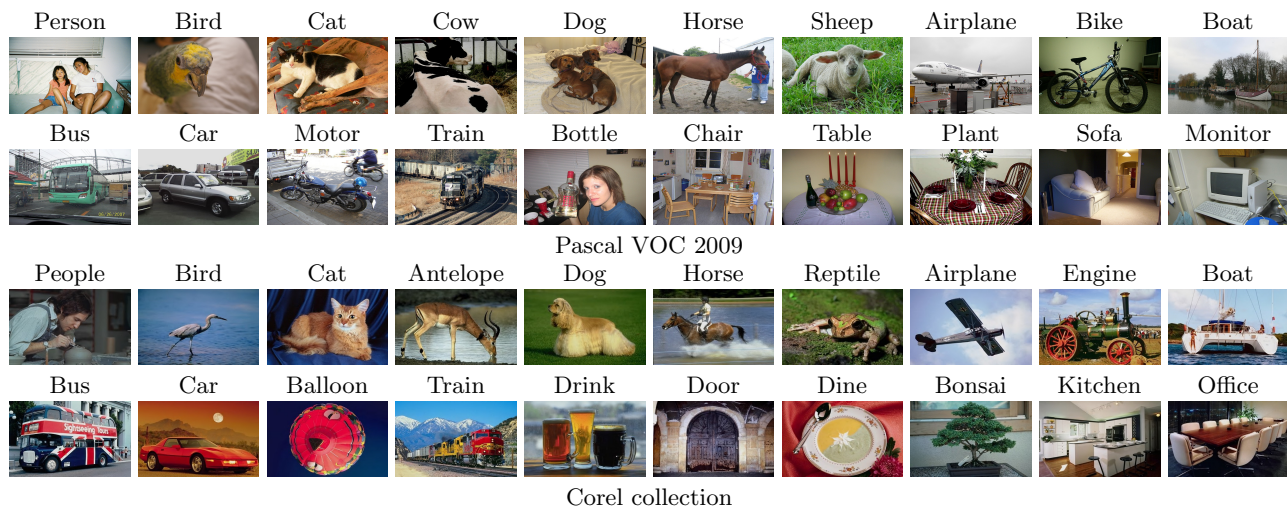 Person Bird Cat Cow Dog Horse Sheep Airplane Bike Boat
Bus Car Motor Train Bottle Chair Table Plant Sofa Monitor
Pascal VOC 2009
People Bird Cat Antelope Dog Horse Reptile Airplane Engine Boat
Bus Car Balloon Train Drink Door Dine Bonsai Kitchen Office
Sightseeing Tours
Corel collection